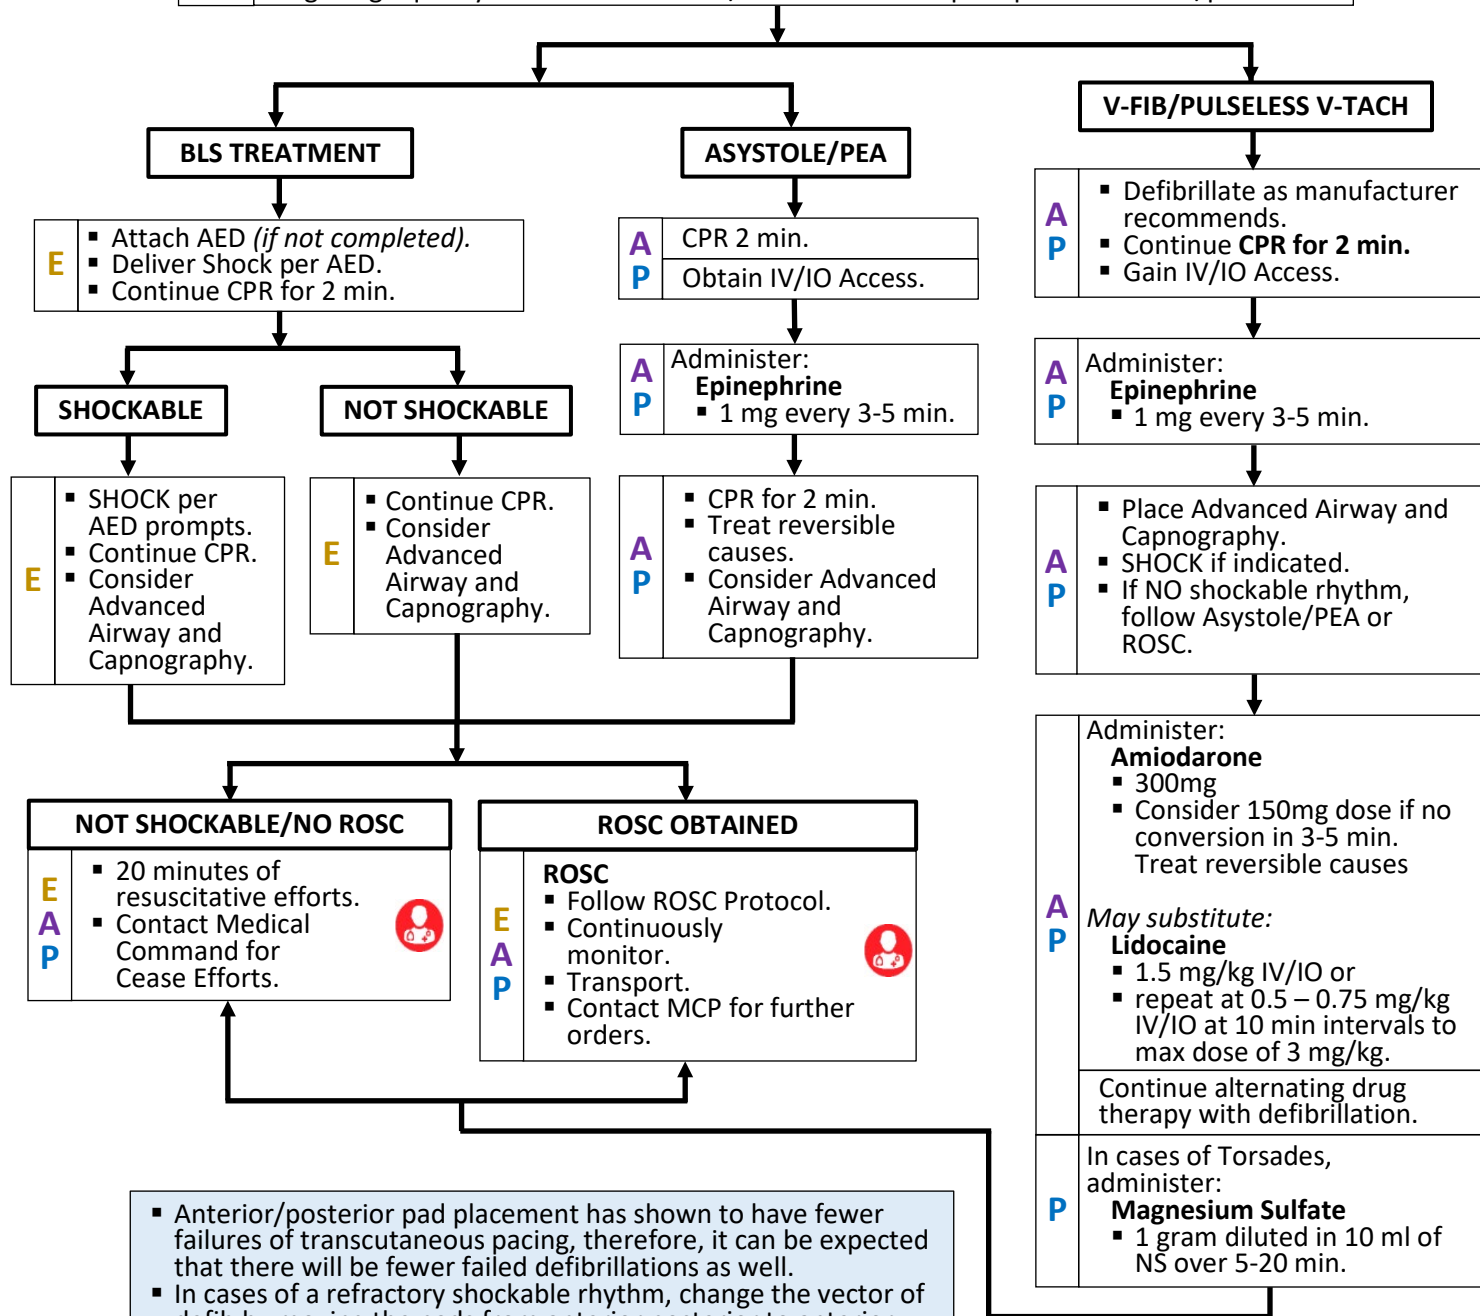 BLS TREATMENT
E
▪ Attach AED (if not completed).
▪ Deliver Shock per AED.
▪ Continue CPR for 2 min.
SHOCKABLE
E
▪ SHOCK per
AED prompts.
▪ Continue CPR.
▪ Consider
Advanced
Airway and
Capnography.
NOT SHOCKABLE
E
▪ Continue CPR.
▪ Consider
Advanced
Airway and
Capnography.
ASYSTOLE/PEA
A
P
CPR 2 min.
Obtain IV/IO Access.
A
P
Administer:
Epinephrine
▪ 1 mg every 3-5 min.
A
P
▪ CPR for 2 min.
▪ Treat reversible
causes.
▪ Consider Advanced
Airway and
Capnography.
V-FIB/PULSELESS V-TACH
A
P
▪ Defibrillate as manufacturer
recommends.
▪ Continue CPR for 2 min.
▪ Gain IV/IO Access.
A
P
Administer:
Epinephrine
▪ 1 mg every 3-5 min.
A
P
▪ Place Advanced Airway and
Capnography.
▪ SHOCK if indicated.
▪ If NO shockable rhythm,
follow Asystole/PEA or
ROSC.
A
P
Administer:
Amiodarone
▪ 300mg
▪ Consider 150mg dose if no
conversion in 3-5 min.
Treat reversible causes
May substitute:
Lidocaine
▪ 1.5 mg/kg IV/IO or
▪ repeat at 0.5 – 0.75 mg/kg
IV/IO at 10 min intervals to
max dose of 3 mg/kg.
Continue alternating drug
therapy with defibrillation.
P
In cases of Torsades,
administer:
Magnesium Sulfate
▪ 1 gram diluted in 10 ml of
NS over 5-20 min.
NOT SHOCKABLE/NO ROSC
E
A
P
▪ 20 minutes of
resuscitative efforts.
▪ Contact Medical
Command for
Cease Efforts.
ROSC OBTAINED
E
A
P
ROSC
▪ Follow ROSC Protocol.
▪ Continuously
monitor.
▪ Transport.
▪ Contact MCP for further
orders.
▪ Anterior/posterior pad placement has shown to have fewer
failures of transcutaneous pacing, therefore, it can be expected
that there will be fewer failed defibrillations as well.
▪ In cases of a refractory shockable rhythm, change the vector of